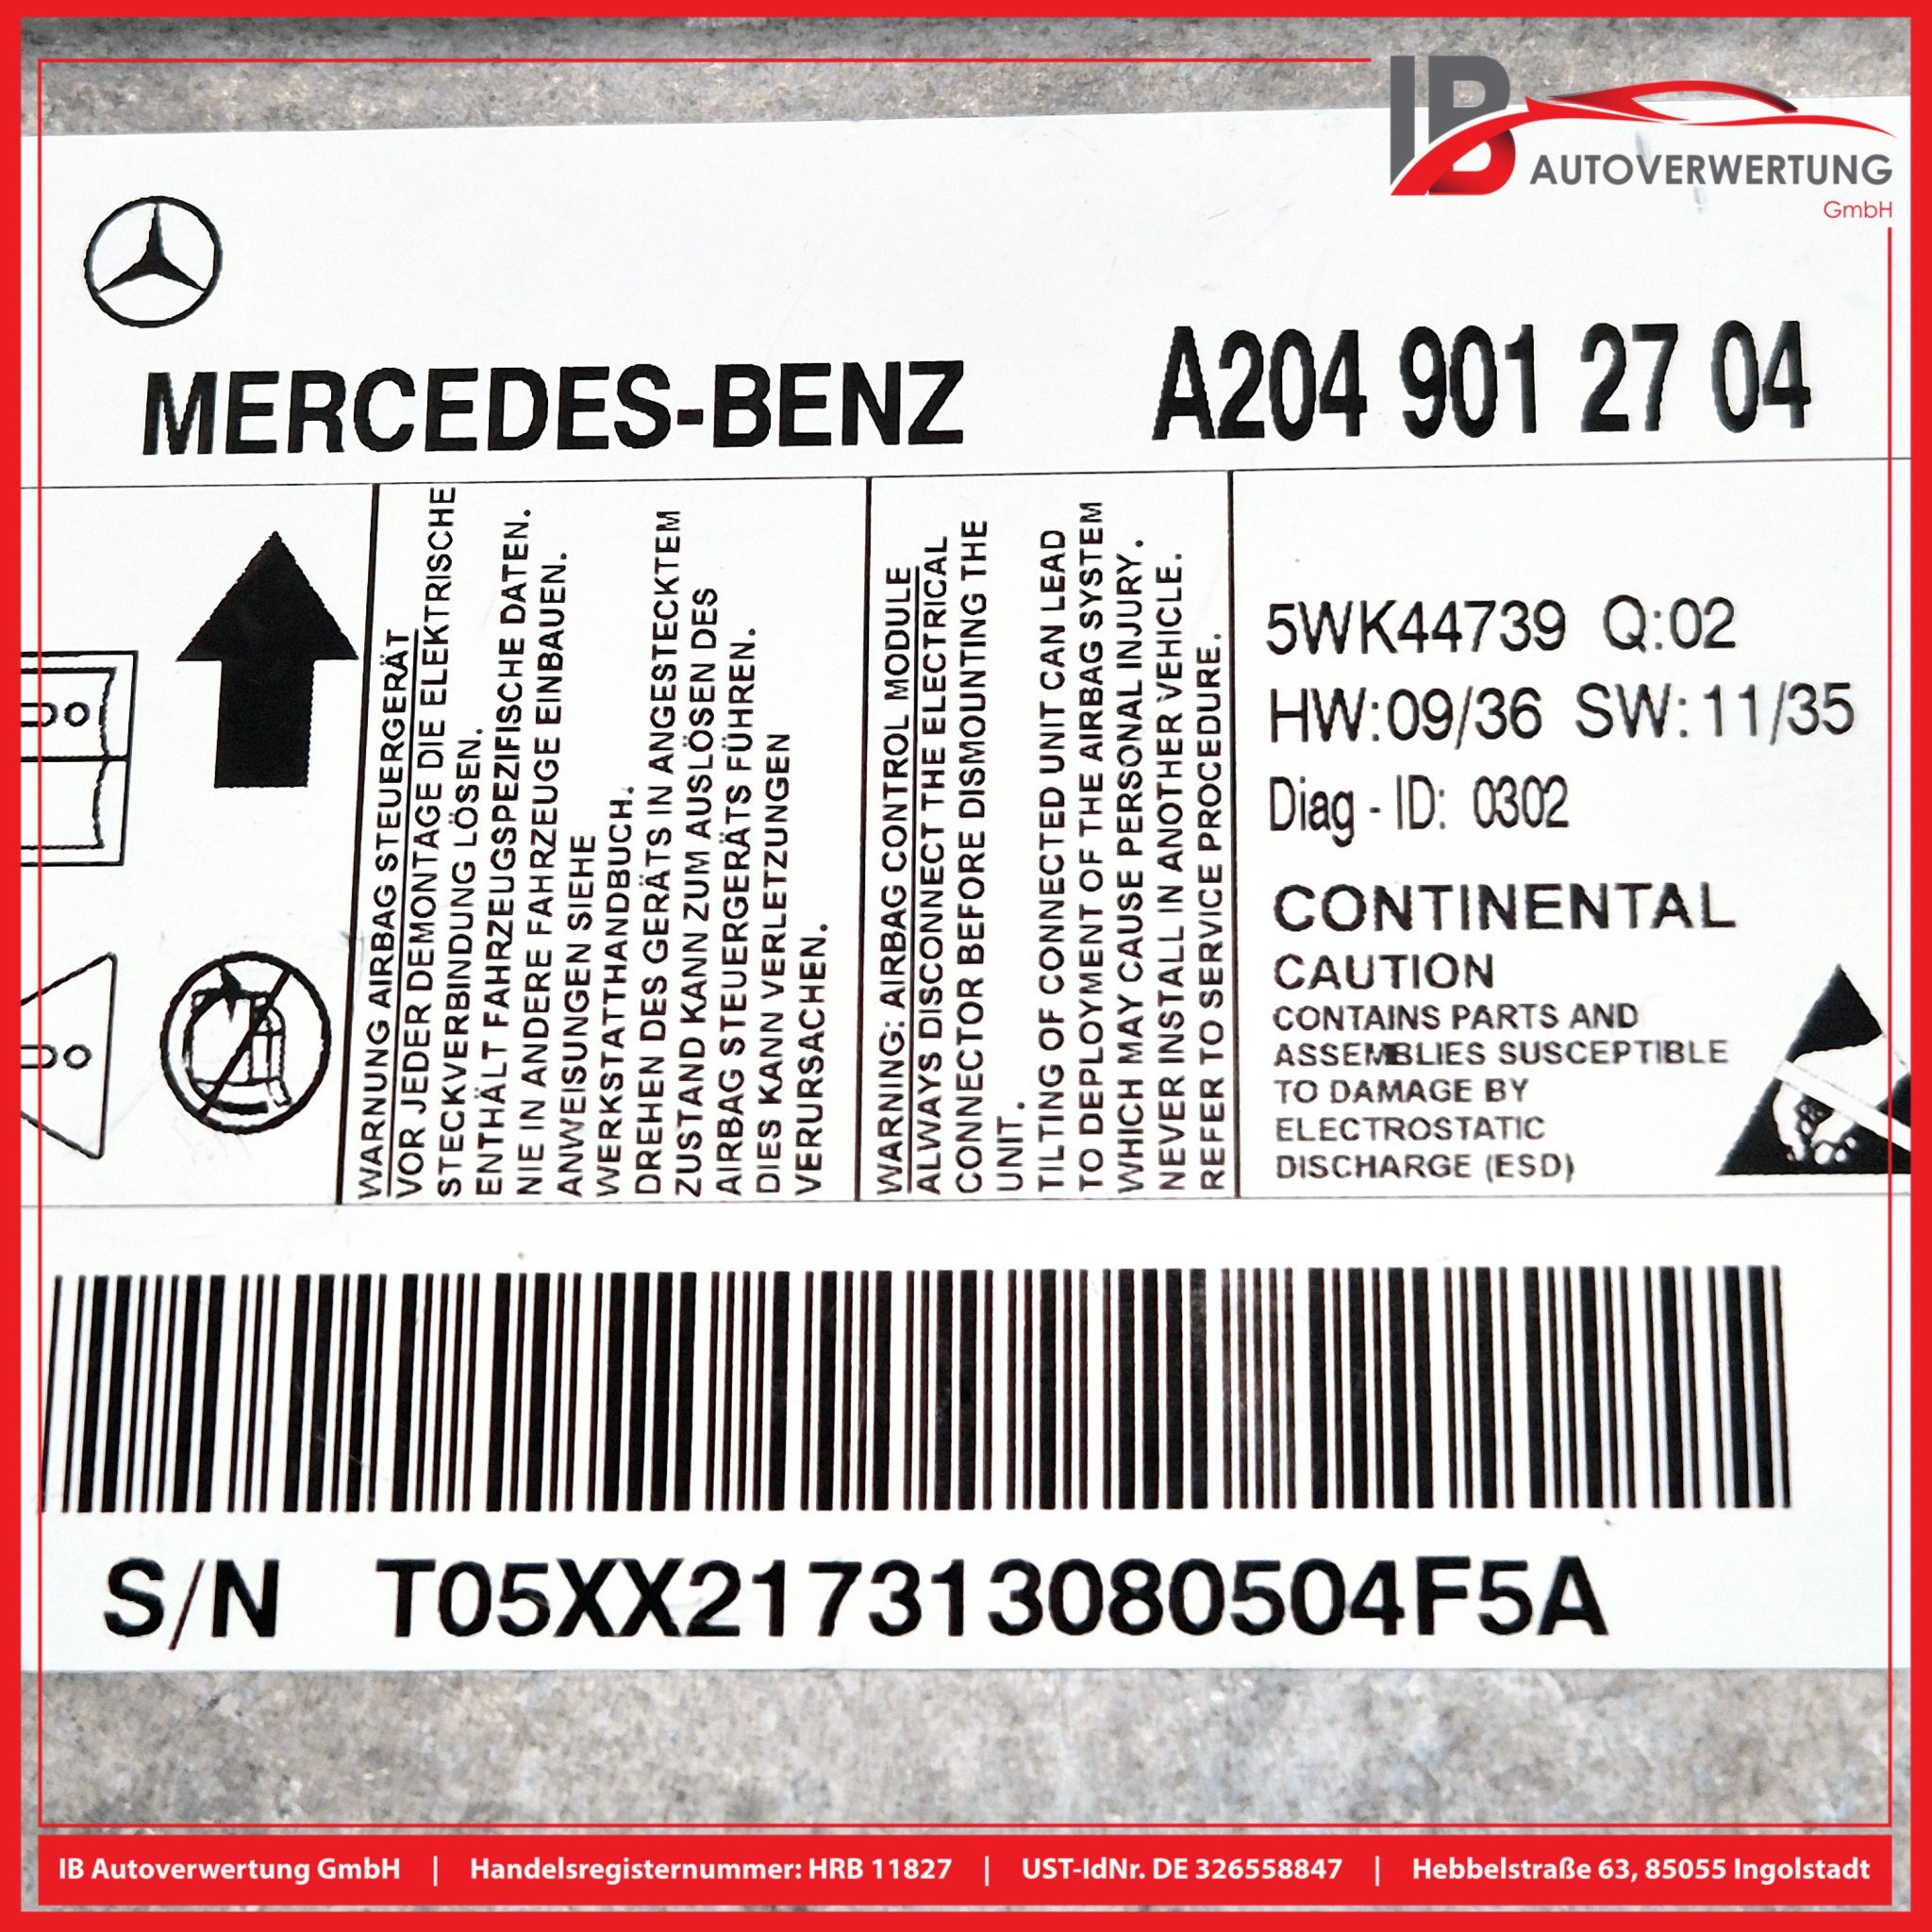 IB
AUTOVERWERTUNG
GmbH
MERCEDES-BENZ
A204 901 27 04
WARNUNG AIRBAG STEUERGERÄT
VOR JEDER DEMONTAGE DIE ELEKTRISCHE
STECKVERBINDUNG LÖSEN.
ENTHÄLT FAHRZEUGSPEZIFISCHE DATEN.
NIE IN ANDERE FAHRZEUGE EINBAUEN.
ANWEISUNGEN SIEHE
WERKSTATTHANDBUCH.
DREHEN DES GERÄTS IN ANGESTECKTEM
ZUSTAND KANN ZUM AUSLÖSEN DES
AIRBAG STEUERGERÄTS FÜHREN.
DIES KANN VERLETZUNGEN
VERURSACHEN.
WARNING: AIRBAG CONTROL MODULE
ALWAYS DISCONNECT THE ELECTRICAL
CONNECTOR BEFORE DISMOUNTING THE
UNIT.
TILTING OF CONNECTED UNIT CAN LEAD
TO DEPLOYMENT OF THE AIRBAG SYSTEM
WHICH MAY CAUSE PERSONAL INJURY.
NEVER INSTALL IN ANOTHER VEHICLE.
REFER TO SERVICE PROCEDURE.
5WK44739 Q:02
HW:09/36 SW:11/35
Diag - ID: 0302
CONTINENTAL
CAUTION
CONTAINS PARTS AND
ASSEMBLIES SUSCEPTIBLE
TO DAMAGE BY
ELECTROSTATIC
DISCHARGE (ESD)
S/N T05XX217313080504F5A
IB Autoverwertung GmbH | Handelsregisternummer: HRB 11827 | UST-IdNr. DE 326558847 | Hebbelstraße 63, 85055 Ingolstadt